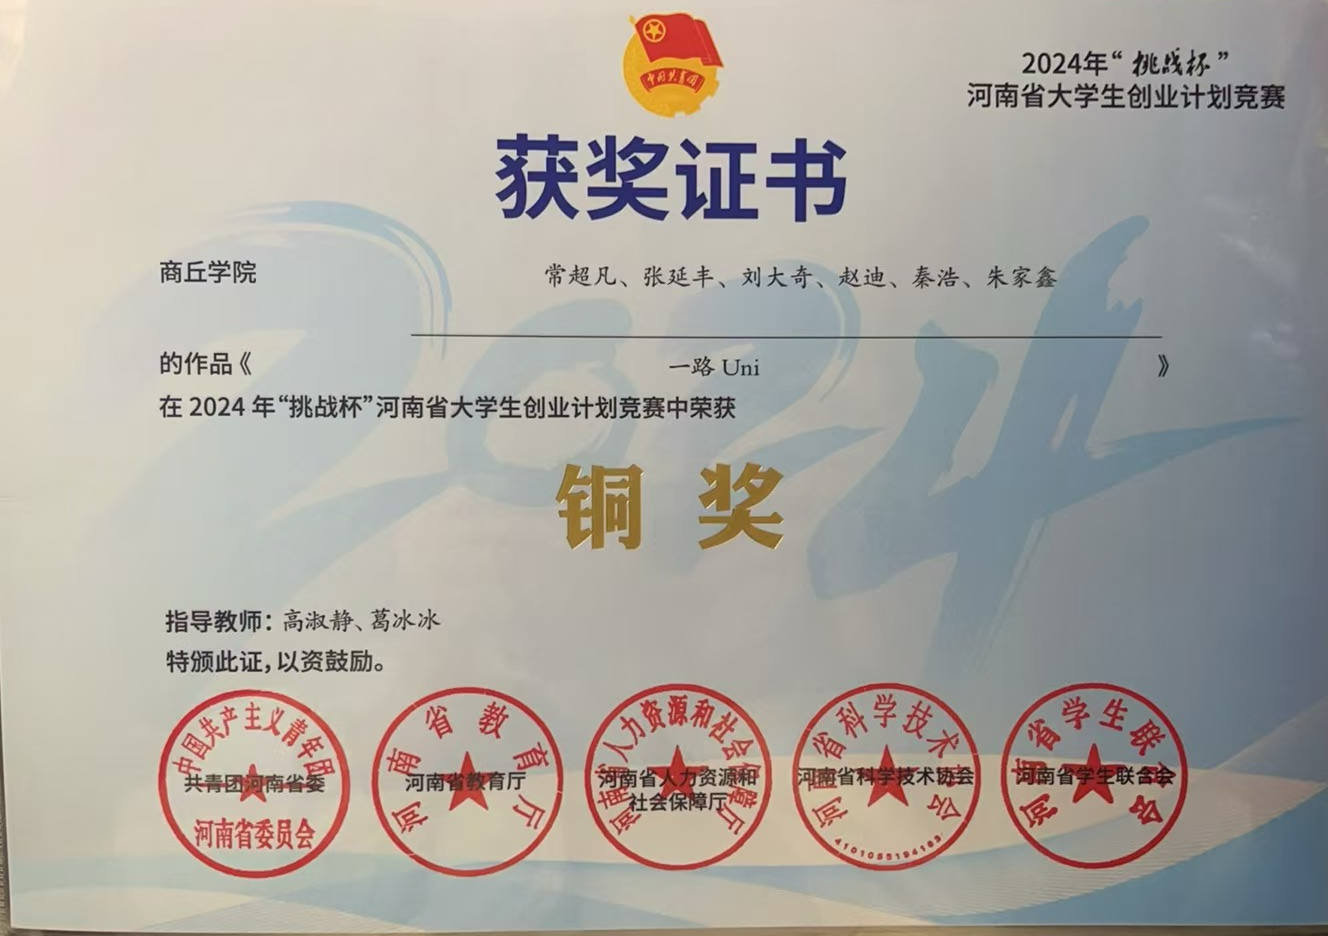 中国共青团
2024年“挑战杯”
河南省大学生创业计划竞赛
获奖证书
商丘学院 常超凡、张延丰、刘大奇、赵迪、秦浩、朱家鑫
的作品《 一路 Uni 》
在 2024 年“挑战杯”河南省大学生创业计划竞赛中荣获
铜 奖
指导教师：高淑静、葛冰冰
特颁此证，以资鼓励。
中国共产主义青年团
共青团河南省委
河南省委员会
河南省教育厅
河南省教育厅
河南省人力资源和社会保障厅
河南省人力资源和
社会保障厅
河南省科学技术协会
河南省科学技术协会
河南省学生联合会
河南省学生联合会